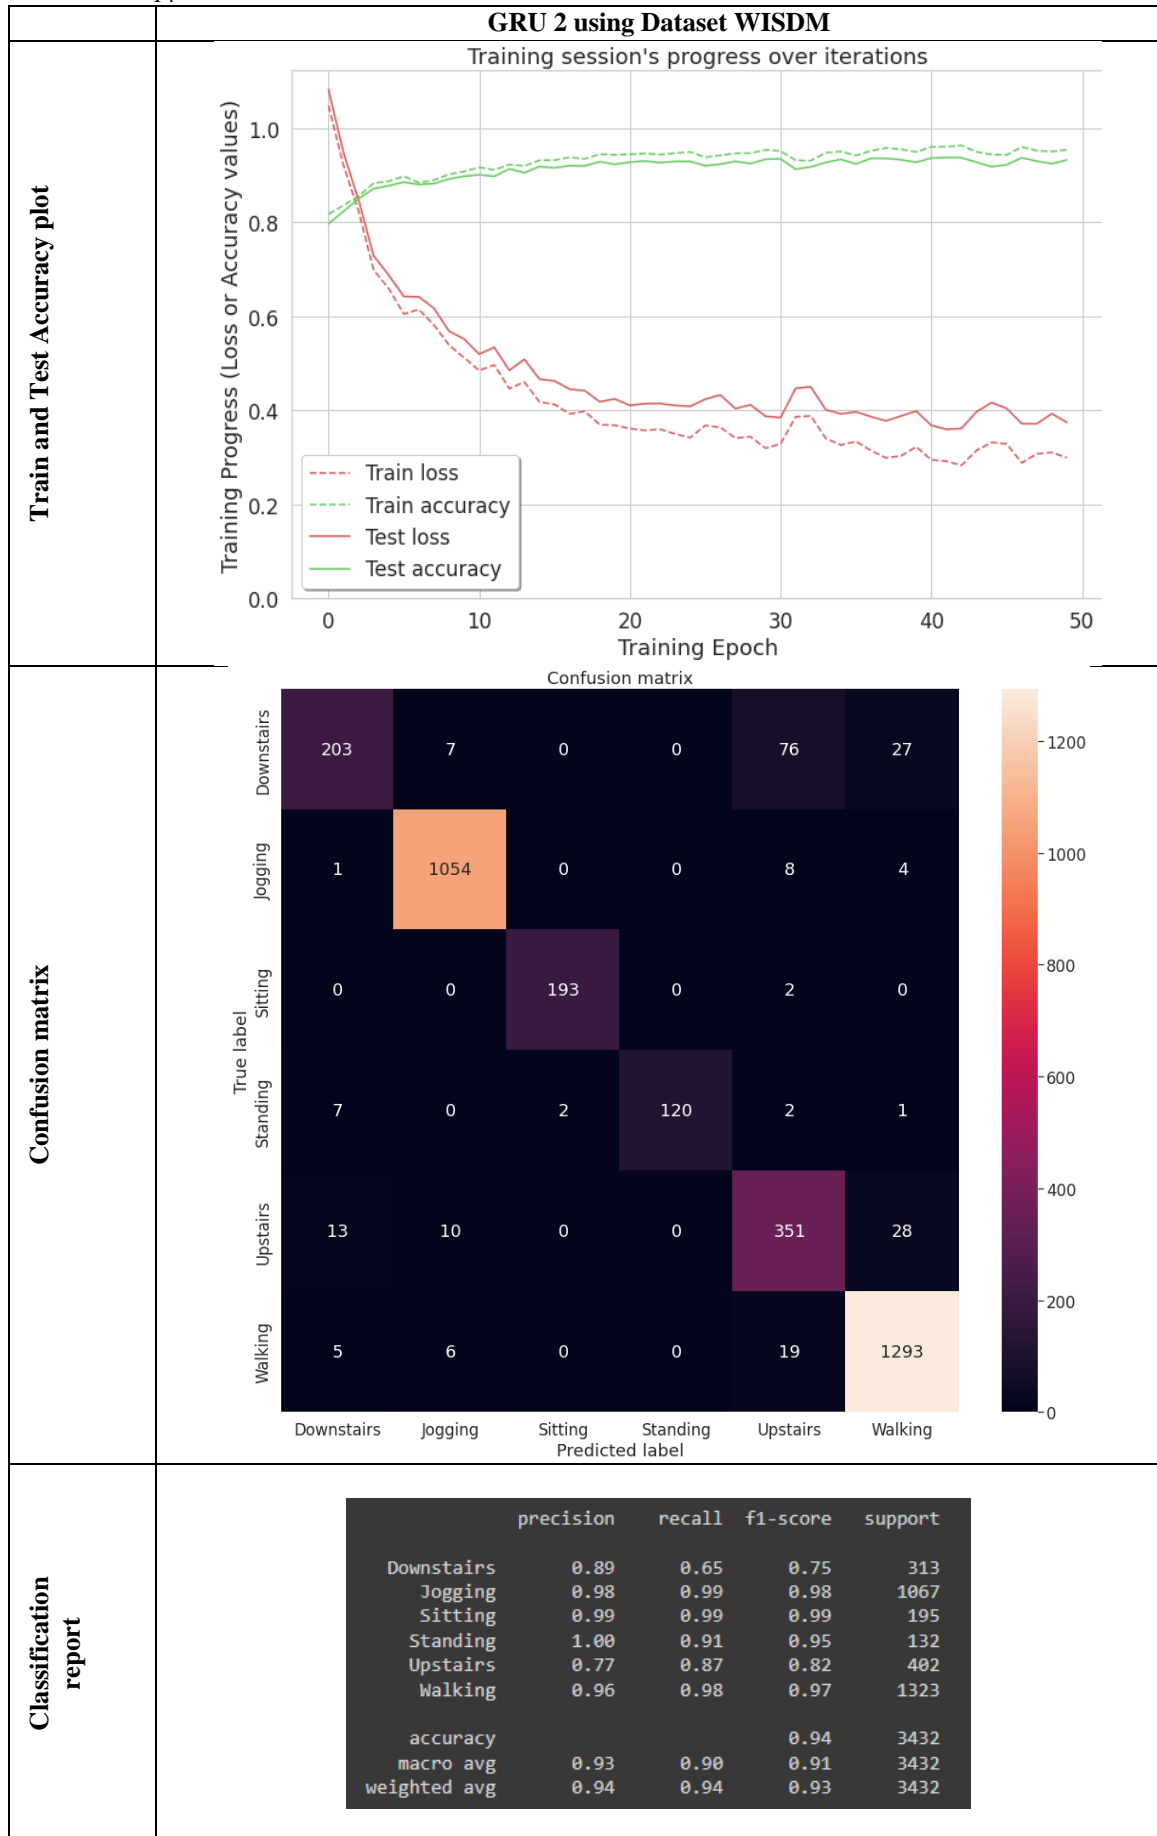 GRU 2 using Dataset WISDM
Train and Test Accuracy plot
Training session's progress over iterations
Training Progress (Loss or Accuracy values)
1.0
0.8
0.6
0.4
0.2
0.0
Train loss
Train accuracy
Test loss
Test accuracy
0 10 20 30 40 50
Training Epoch
Confusion matrix
Confusion matrix
True label
Downstairs 203 7 0 0 76 27
Jogging 1 1054 0 0 8 4
Sitting 0 0 193 0 2 0
Standing 7 0 2 120 2 1
Upstairs 13 10 0 0 351 28
Walking 5 6 0 0 19 1293
Downstairs Jogging Sitting Standing Upstairs Walking
Predicted label
1200
1000
800
600
400
200
0
Classification
report
precision recall f1-score support
Downstairs 0.89 0.65 0.75 313
Jogging 0.98 0.99 0.98 1067
Sitting 0.99 0.99 0.99 195
Standing 1.00 0.91 0.95 132
Upstairs 0.77 0.87 0.82 402
Walking 0.96 0.98 0.97 1323
accuracy 0.94 3432
macro avg 0.93 0.90 0.91 3432
weighted avg 0.94 0.94 0.93 3432